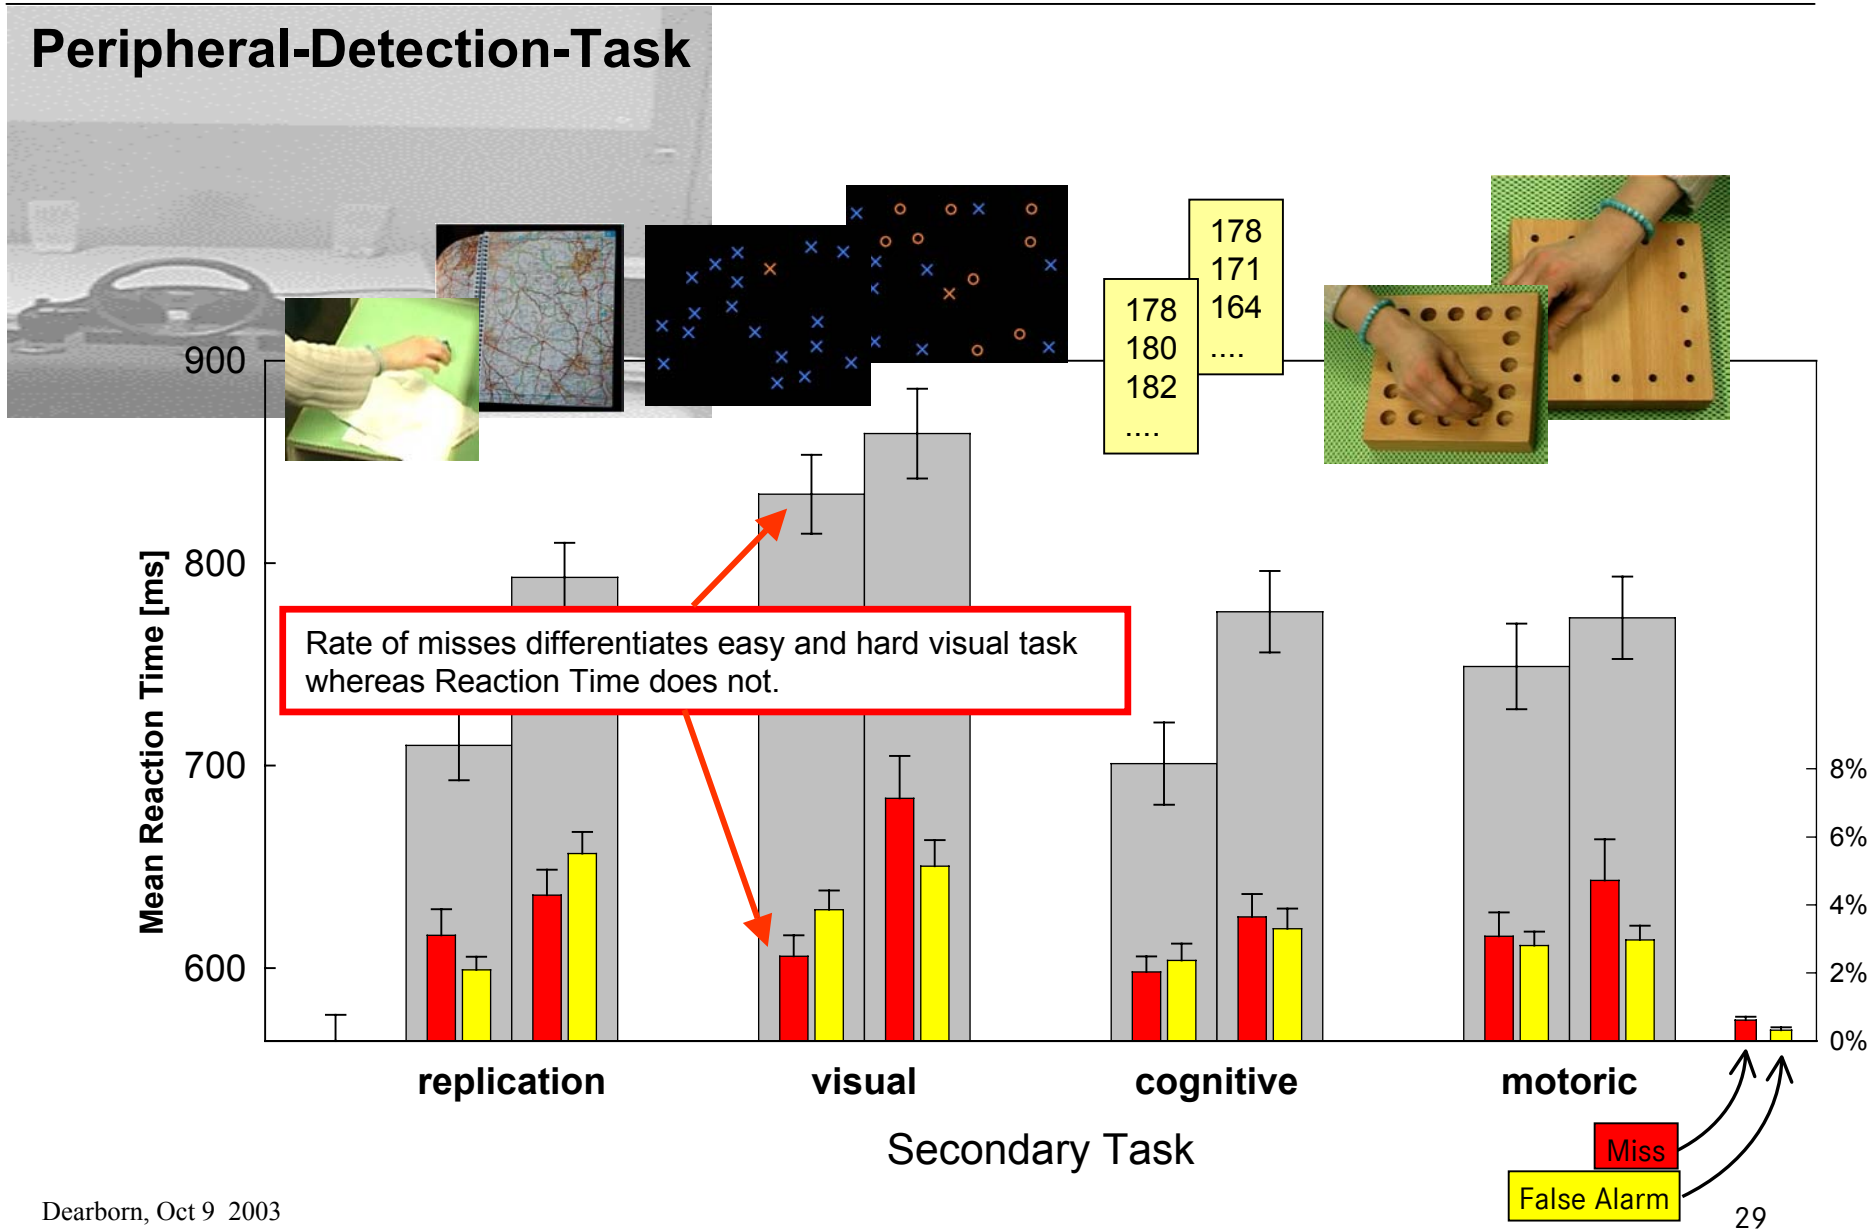 Peripheral-Detection-Task
178
171
164
....
178
180
182
....
900
800
700
600
Mean Reaction Time [ms]
Rate of misses differentiates easy and hard visual task
whereas Reaction Time does not.
8%
6%
4%
2%
0%
replication
visual
cognitive
motoric
Secondary Task
Miss
False Alarm
Dearborn, Oct 9 2003
29